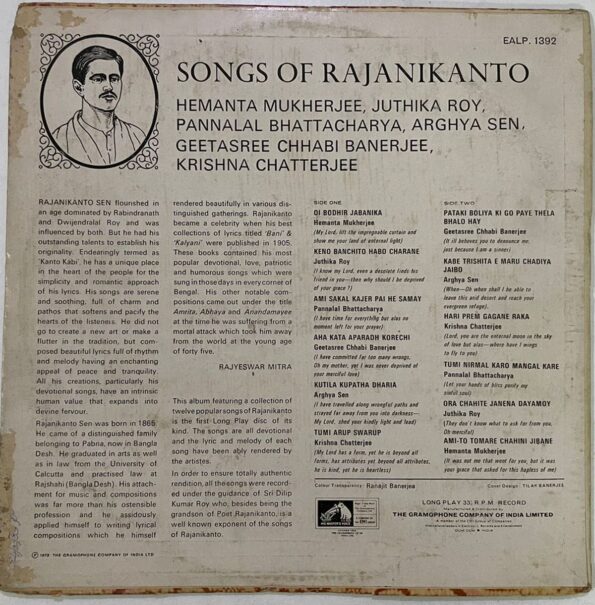 EALP. 1392
SONGS OF RAJANIKANTO
HEMANTA MUKHERJEE, JUTHIKA ROY,
PANNALAL BHATTACHARYA, ARGHYA SEN,
GEETASREE CHHABI BANERJEE,
KRISHNA CHATTERJEE
RAJANIKANTO SEN flourished in
an age dominated by Rabindranath
and Dwijendralal Roy and was
influenced by both. But he had his
outstanding talents to establish his
originality. Endearingly termed as
'Kanto Kabi', he has a unique place
in the heart of the people for the
simplicity and romantic approach
of his lyrics. His songs are serene
and soothing, full of charm and
pathos that softens and pacify the
hearts of the listeners. He did not
go to create a new art or make a
flutter in the tradition, but com-
posed beautiful lyrics full of rhythm
and melody having an enchanting
appeal of peace and tranquility.
All his creations, particularly his
devotional songs, have an intrinsic
human value that expands into
devine fervour.
Rajanikanto Sen was born in 1865.
He came of a distinguished family
belonging to Pabna, now in Bangla
Desh. He graduated in arts as well
as in law from the University of
Calcutta and practised law at
Rajshahi (Bangla Desh). His attach-
ment for music and compositions
was far more than his ostensible
profession and he assidously
applied himself to writing lyrical
compositions which he himself
rendered beautifully in various dis-
tinguished gatherings. Rajanikanto
became a celebrity when his best
collections of lyrics titled 'Bani' &
'Kalyani' were published in 1905.
These books contained his most
popular devotional, love, patriotic
and humorous songs which were
sung in those days in every corner of
Bengal. His other notable com-
positions came out under the title
Amrita, Abhaya and Anandamayee
at the time he was suffering from a
mortal attack which took him away
from the world at the young age
of forty five.
RAJYESWAR MITRA
This album featuring a collection of
twelve popular songs of Rajanikanto
is the first Long Play disc of its
kind. The songs are all devotional
and the lyric and melody of each
song have been ably rendered by
the artistes.
In order to ensure totally authentic
rendition, all the songs were record-
ed under the guidance of Sri Dilip
Kumar Roy who, besides being the
grandson of Poet Rajanikanto, is a
well known exponent of the songs
of Rajanikanto.
SIDE ONE
OI BODHIR JABANIKA
Hemanta Mukherjee
(My Lord, lift the impregnable curtain and
show me your land of eternal light)
KENO BANCHITO HABO CHARANE
Juthika Roy
(I know my Lord, even a desolate finds his
friend in you—then why should I be deprived
of your grace ?)
AMI SAKAL KAJER PAI HE SAMAY
Pannalal Bhattacharya
(I have time for everything but alas no
moment left for your prayer)
AHA KATA APARADH KORECHI
Geetasree Chhabi Banerjee
(I have committed far too many wrongs.
Oh my mother, yet I was never deprived of
your merciful love)
KUTILA KUPATHA DHARIA
Arghya Sen
(I have travelled along wrongful paths and
strayed far away from you into darkness—
My Lord, shed your kindly light and lead)
TUMI ARUP SWARUP
Krishna Chatterjee
(My Lord has a form, yet he is beyond all
forms, has attributes yet beyond all attributes,
he is kind, yet he is heartless)
SIDE TWO
PATAKI BOLIYA KI GO PAYE THELA
BHALO HAY
Geetasree Chhabi Banerjee
(It ill behoves you to denounce me,
just because I am a sinner)
KABE TRISHITA E MARU CHADIYA
JAIBO
Arghya Sen
(When—Oh when shall I be able to
leave this arid desert and reach your
evergreen refuge).
HARI PREM GAGANE RAKA
Krishna Chatterjee
(Lord, you are the eternal moon in the sky
of love but alas—where have I wings
to fly to you)
TUMI NIRMAL KARO MANGAL KARE
Pannalal Bhattacharya
(Let your hands of bliss purify my
sinful soul)
ORA CHAHITE JANENA DAYAMOY
Juthika Roy
(They don't know what to ask for from you,
Oh merciful)
AMI-TO TOMARE CHAHINI JIBANE
Hemanta Mukherjee
(It was not me that went for you, but it was
your grace that asked for this hapless of me)
Colour Transparency : Ranajit Banerjee
Cover Design : TILAK BANERJEE
"HIS MASTER'S VOICE"
LONG PLAY 33⅓ R.P.M. RECORD
Manufactured & Distributed by
THE GRAMOPHONE COMPANY OF INDIA LIMITED
DUM DUM • INDIA
Ⓟ 1972 THE GRAMOPHONE COMPANY OF INDIA LTD